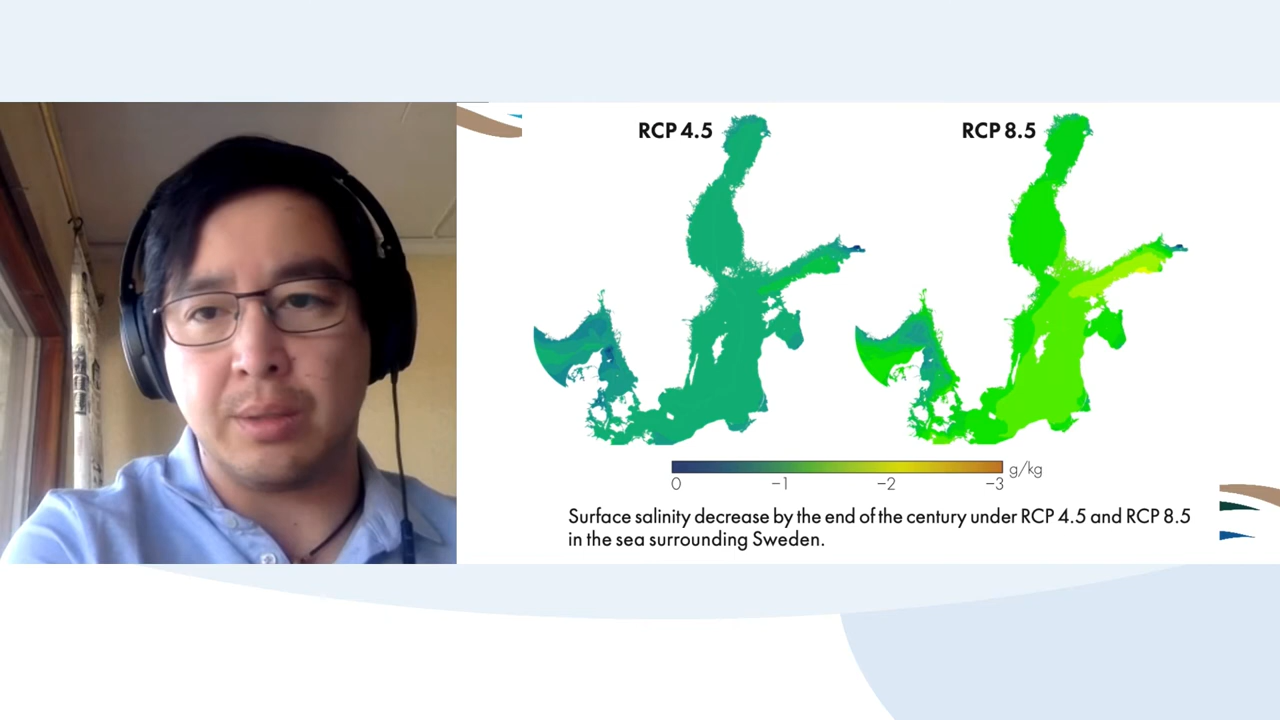 RCP 4.5
RCP 8.5
0 −1 −2 −3 g/kg
Surface salinity decrease by the end of the century under RCP 4.5 and RCP 8.5
in the sea surrounding Sweden.